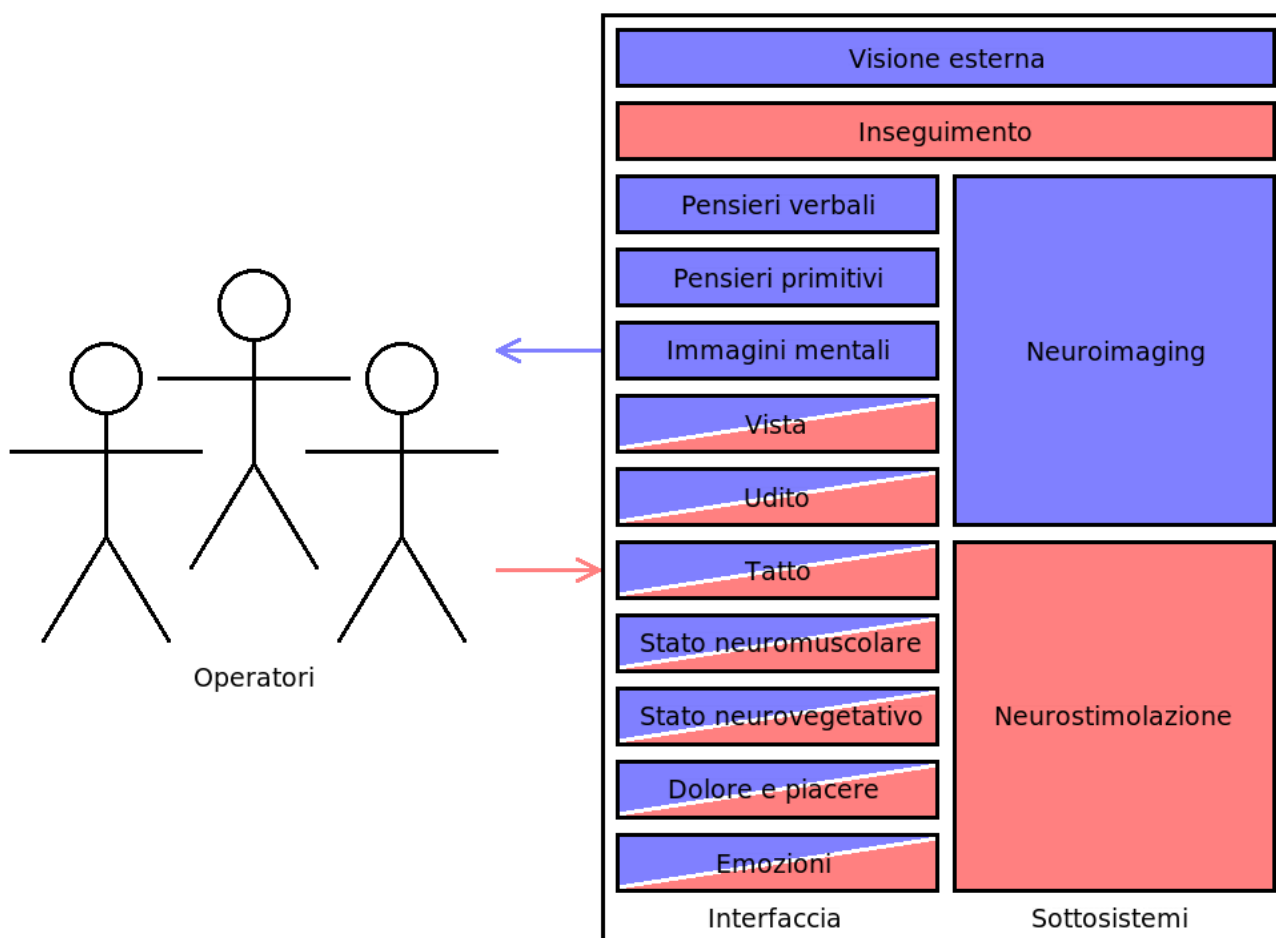 Visione esterna
Inseguimento
Pensieri verbali
Pensieri primitivi
Immagini mentali
Neuroimaging
Vista
Udito
Tatto
Stato neuromuscolare
Operatori
Stato neurovegetativo
Neurostimolazione
Dolore e piacere
Emozioni
Interfaccia
Sottosistemi